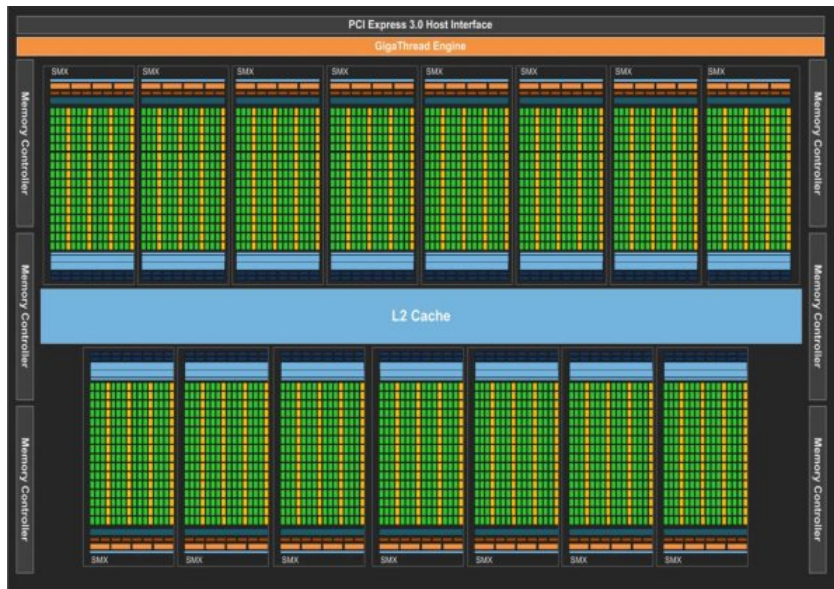 PCI Express 3.0 Host Interface
GigaThread Engine
SMX SMX SMX SMX SMX SMX SMX SMX
Memory Controller
Memory Controller
Memory Controller
Memory Controller
L2 Cache
Memory Controller
Memory Controller
SMX SMX SMX SMX SMX SMX SMX